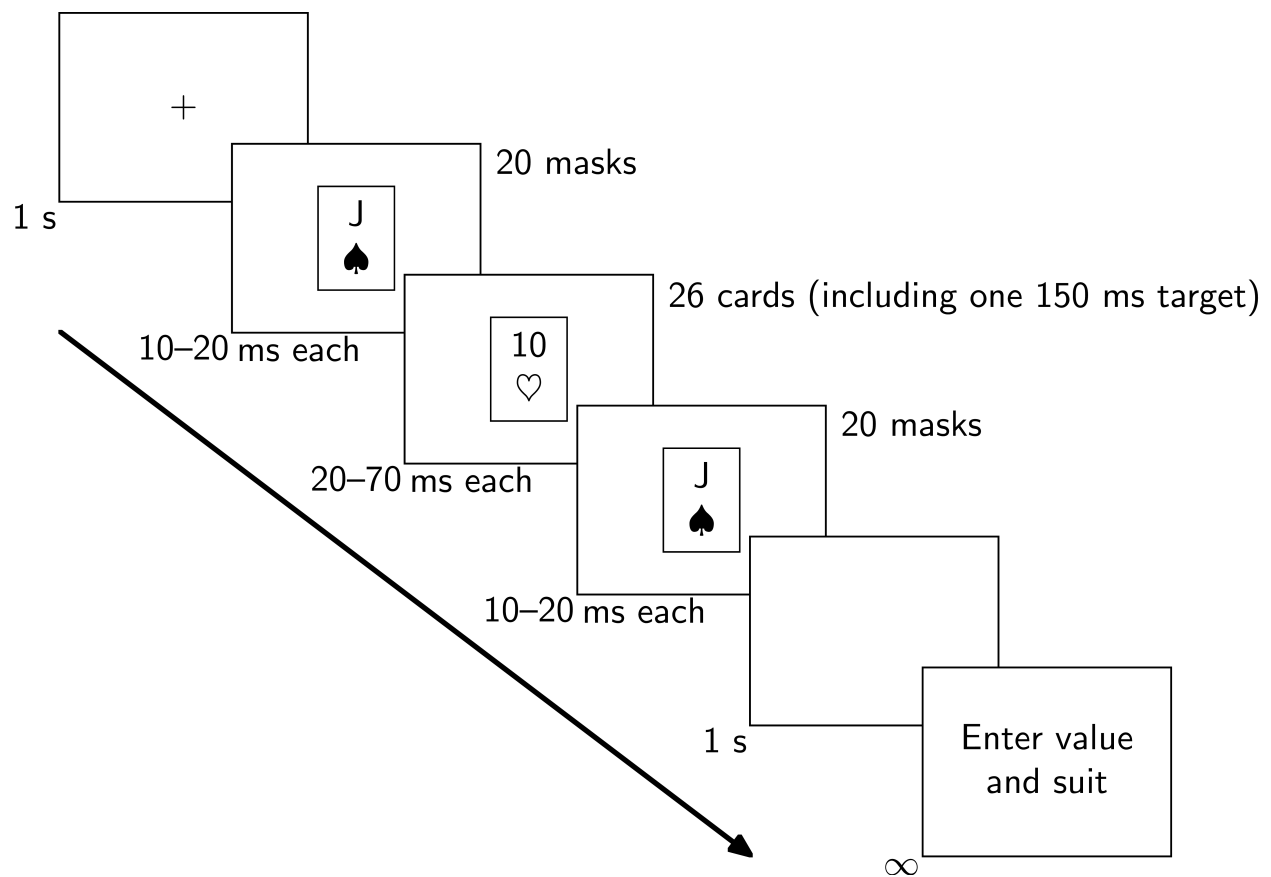 +
1 s
20 masks
J
♠
10–20 ms each
26 cards (including one 150 ms target)
10
♡
20–70 ms each
20 masks
J
♠
10–20 ms each
1 s
Enter value
and suit
∞